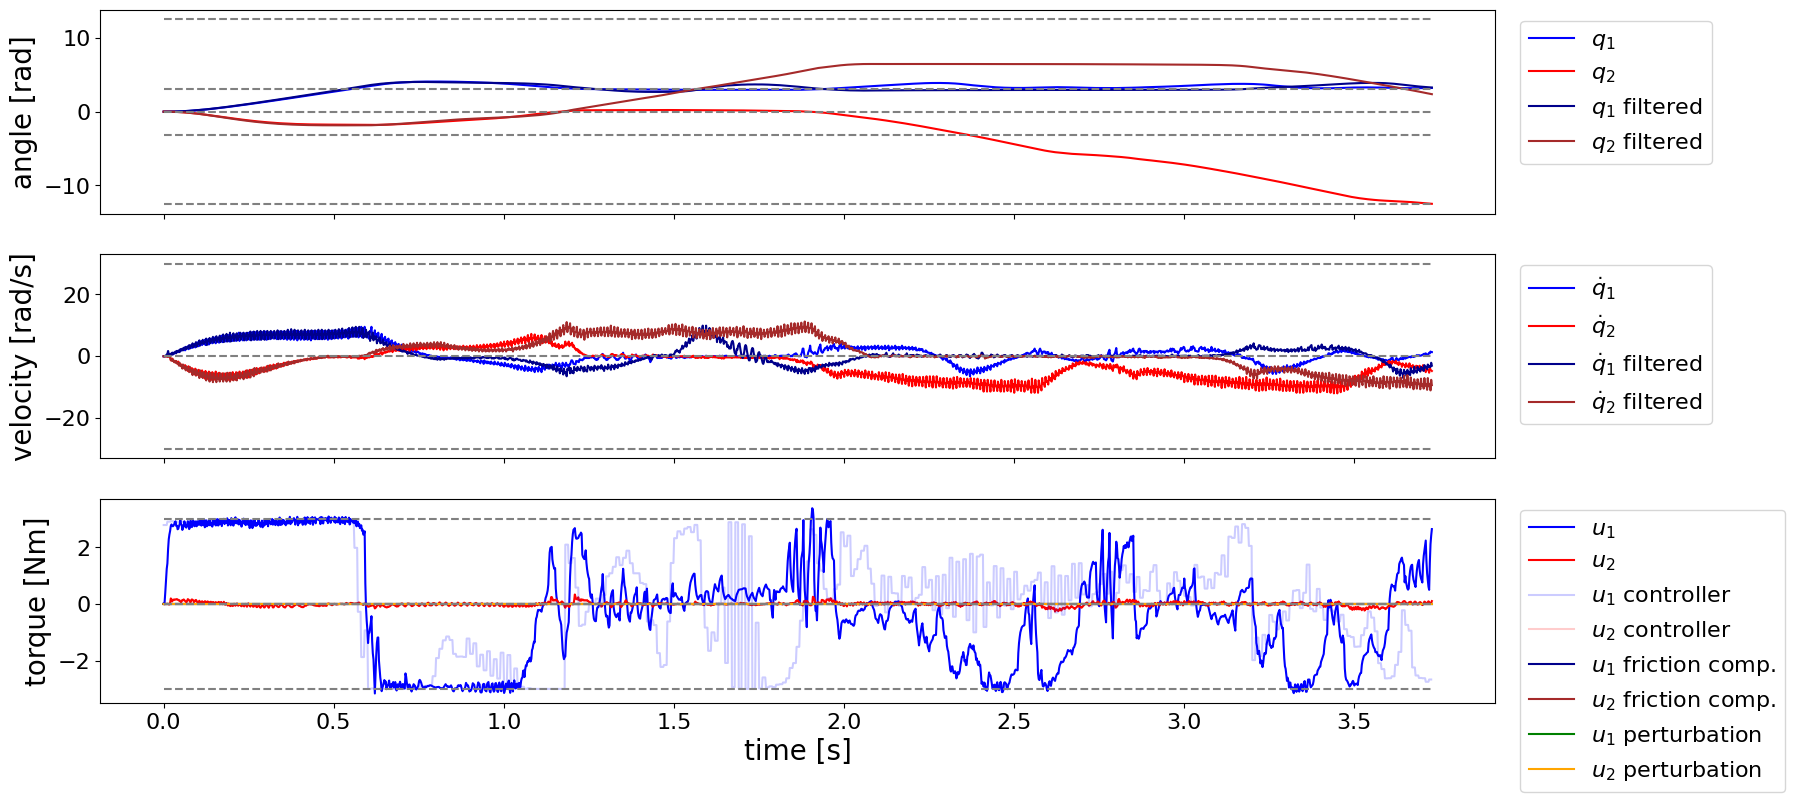 angle [rad]
10
0
−10
q₁
q₂
q₁ filtered
q₂ filtered
velocity [rad/s]
20
0
−20
q̇₁
q̇₂
q̇₁ filtered
q̇₂ filtered
torque [Nm]
2
0
−2
0.0 0.5 1.0 1.5 2.0 2.5 3.0 3.5
time [s]
u₁
u₂
u₁ controller
u₂ controller
u₁ friction comp.
u₂ friction comp.
u₁ perturbation
u₂ perturbation